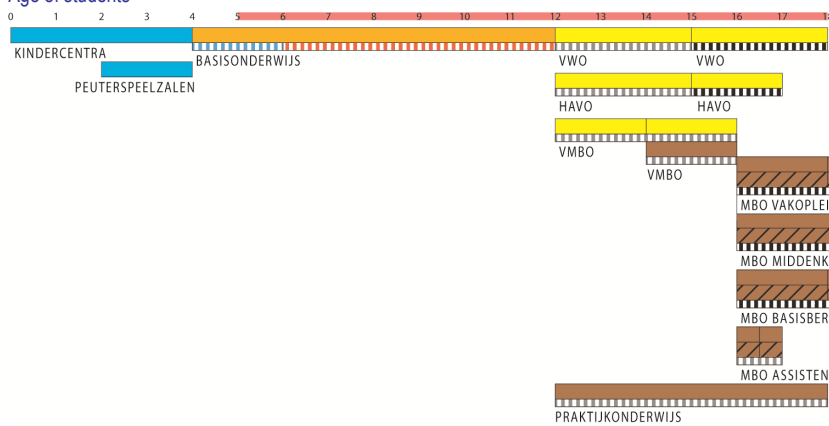 Age of students
0 1 2 3 4 5 6 7 8 9 10 11 12 13 14 15 16 17 18
KINDERCENTRA
BASISONDERWIJS
VWO
VWO
PEUTERSPEELZALEN
HAVO
HAVO
VMBO
VMBO
MBO VAKOPLEI
MBO MIDDENK
MBO BASISBER
MBO ASSISTEN
PRAKTIJKONDERWIJS